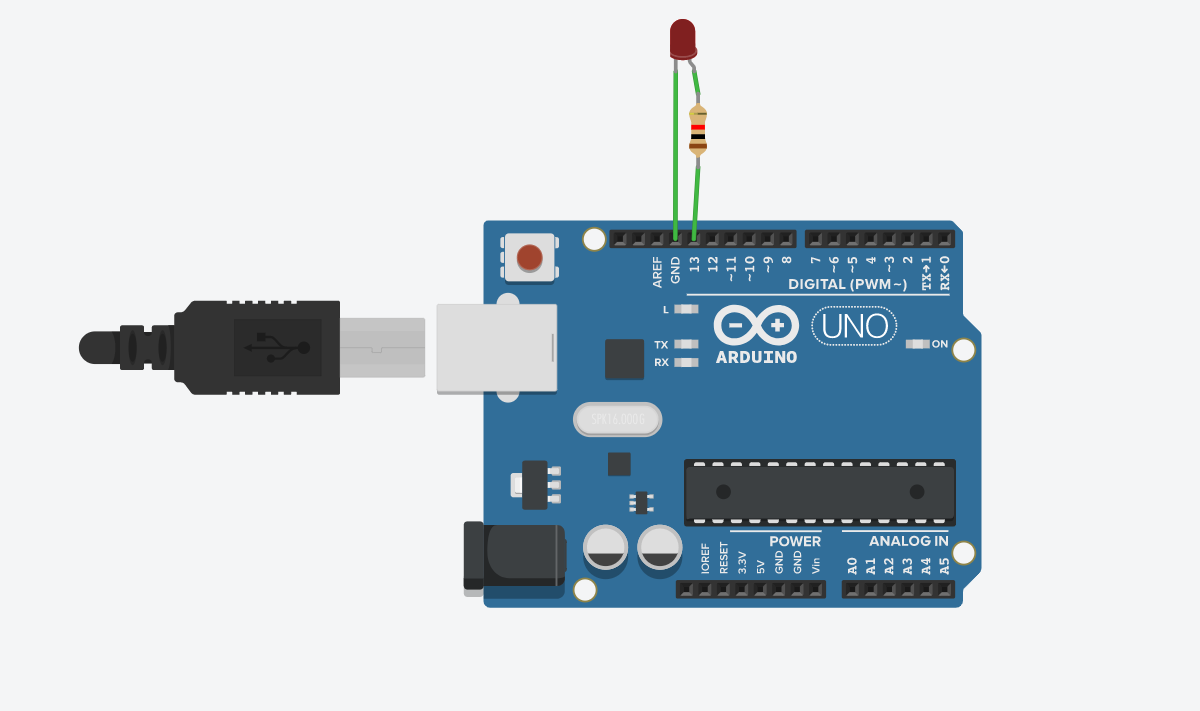 AREF
GND
13
12
~11
~10
~9
8
7
~6
~5
4
~3
2
TX→1
RX←0
DIGITAL (PWM~)
L
TX
RX
ARDUINO
UNO
ON
SPK16.000G
POWER
ANALOG IN
IOREF
RESET
3.3V
5V
GND
GND
Vin
A0
A1
A2
A3
A4
A5